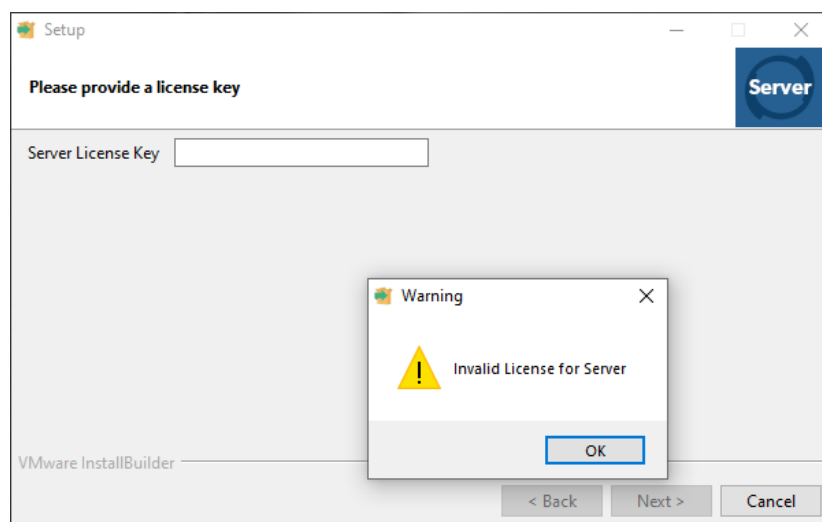 Setup
Please provide a license key
Server
Server License Key
Warning
Invalid License for Server
OK
VMware InstallBuilder
< Back
Next >
Cancel